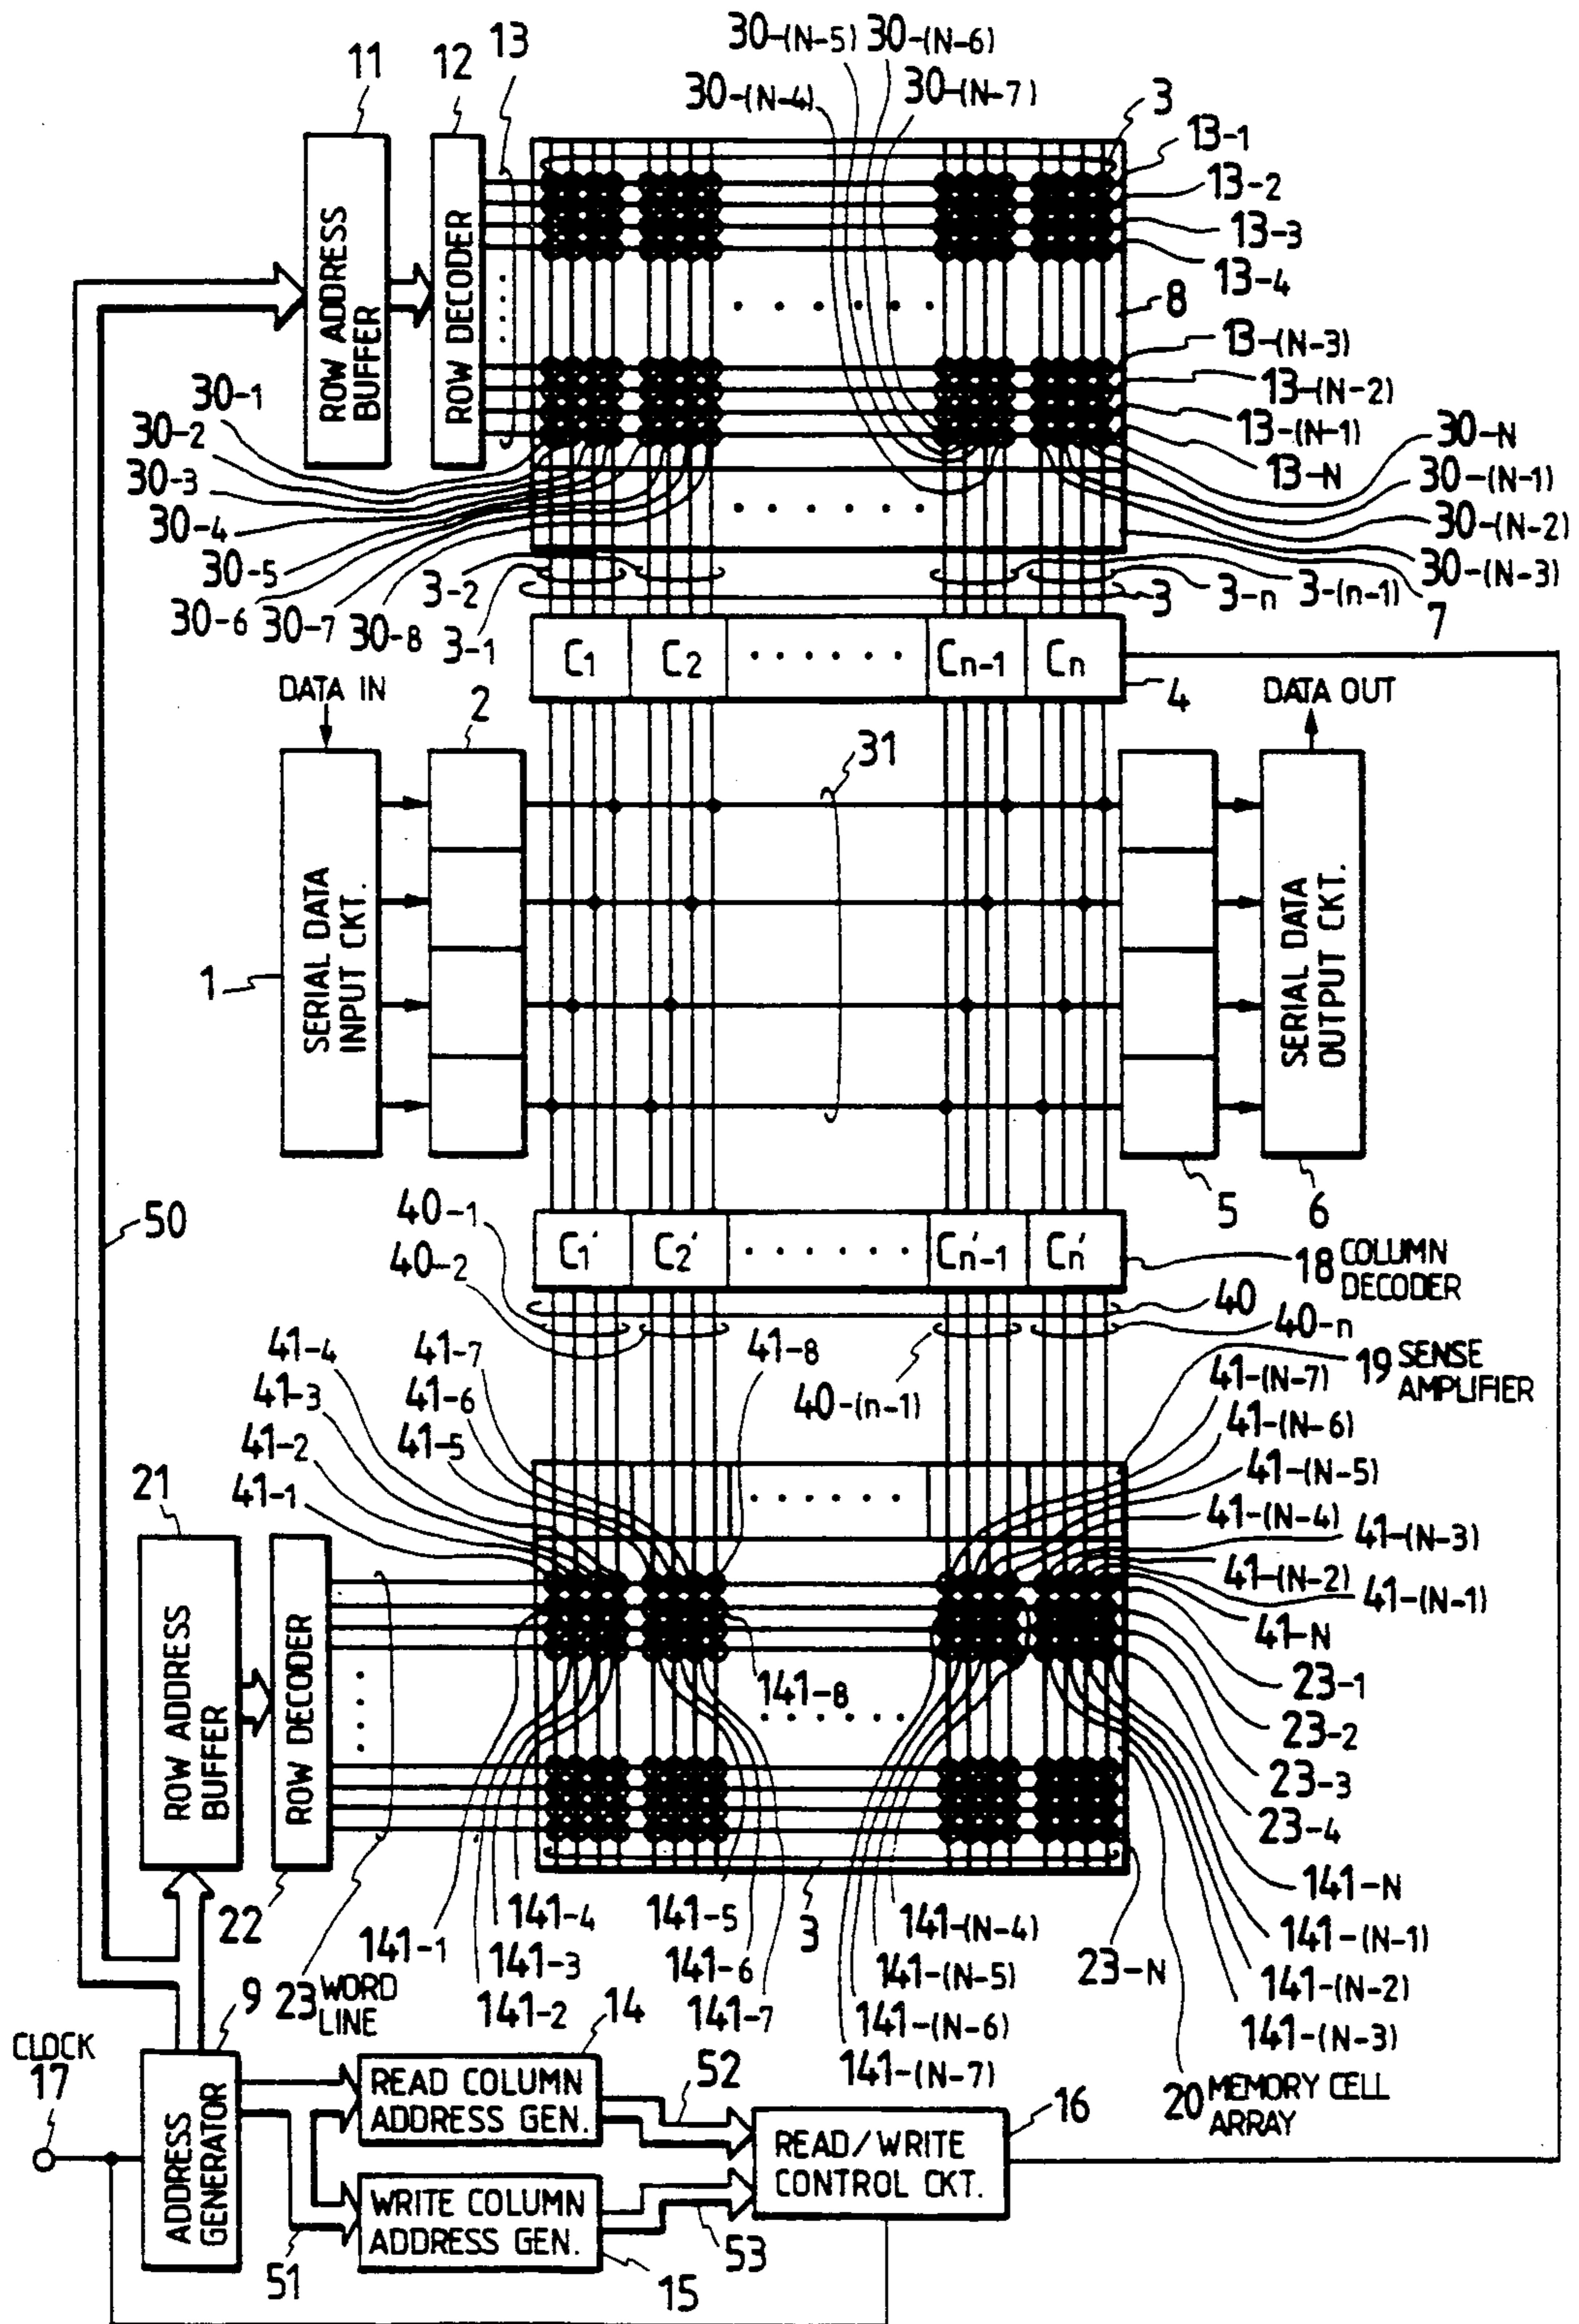 11
12
13
30-(N-5)
30-(N-6)
30-(N-4)
30-(N-7)
3
13-1
13-2
13-3
13-4
8
ROW ADDRESS
BUFFER
ROW DECODER
13-(N-3)
13-(N-2)
13-(N-1)
13-N
30-1
30-2
30-3
30-4
30-5
30-6
30-7
30-8
30-N
30-(N-1)
30-(N-2)
30-(N-3)
3-2
3-1
3
3-n
3-(n-1)
7
C1
C2
Cn-1
Cn
4
DATA IN
2
31
DATA OUT
1
SERIAL DATA
INPUT CKT.
SERIAL DATA
OUTPUT CKT.
5
6
50
40-1
40-2
C1'
C2'
Cn'-1
Cn'
18 COLUMN
DECODER
40
40-n
40-(n-1)
19 SENSE
AMPLIFIER
41-4
41-3
41-2
41-1
41-7
41-6
41-5
41-8
41-(N-7)
41-(N-6)
41-(N-5)
41-(N-4)
41-(N-3)
41-(N-2)
41-(N-1)
41-N
21
ROW ADDRESS
BUFFER
ROW DECODER
22
141-8
23-1
23-2
23-3
23-4
141-1
141-4
141-3
141-2
141-5
141-6
141-7
3
141-(N-4)
141-(N-5)
141-(N-6)
141-(N-7)
23-N
141-N
141-(N-1)
141-(N-2)
141-(N-3)
20 MEMORY CELL
ARRAY
23 WORD
LINE
9
CLOCK
17
ADDRESS
GENERATOR
14
READ COLUMN
ADDRESS GEN.
52
16
READ/WRITE
CONTROL CKT.
WRITE COLUMN
ADDRESS GEN.
51
53
15